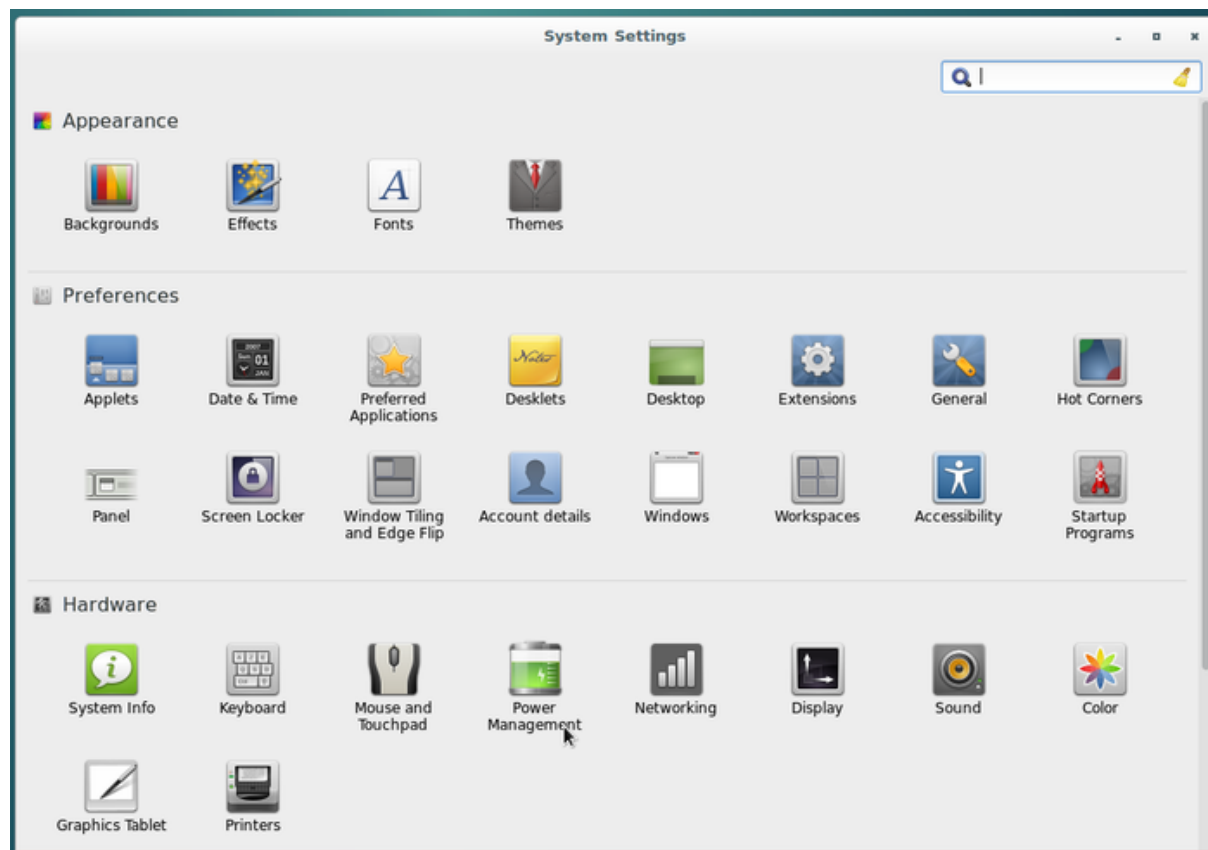 System Settings
Appearance
Backgrounds
Effects
Fonts
Themes
Preferences
Applets
Date & Time
Preferred
Applications
Desklets
Desktop
Extensions
General
Hot Corners
Panel
Screen Locker
Window Tiling
and Edge Flip
Account details
Windows
Workspaces
Accessibility
Startup
Programs
Hardware
System Info
Keyboard
Mouse and
Touchpad
Power
Management
Networking
Display
Sound
Color
Graphics Tablet
Printers